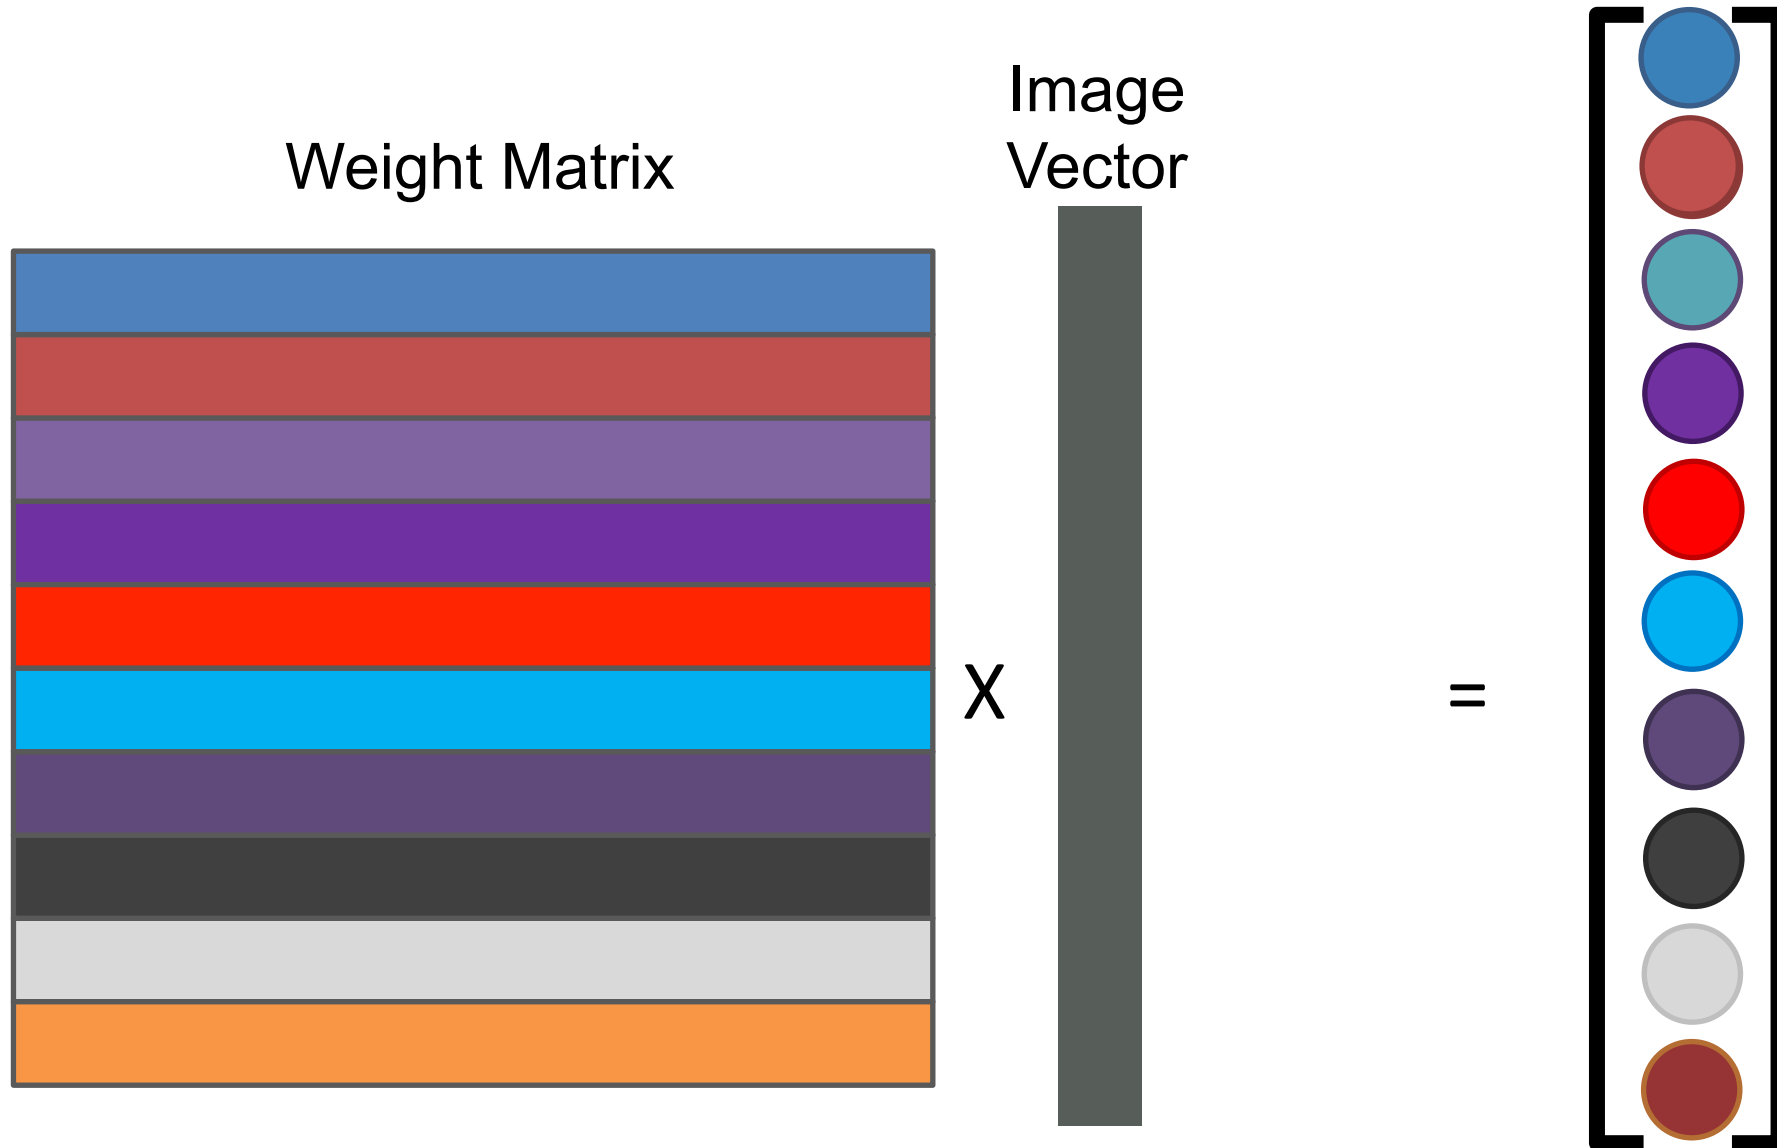 Weight Matrix
Image
Vector
X
=